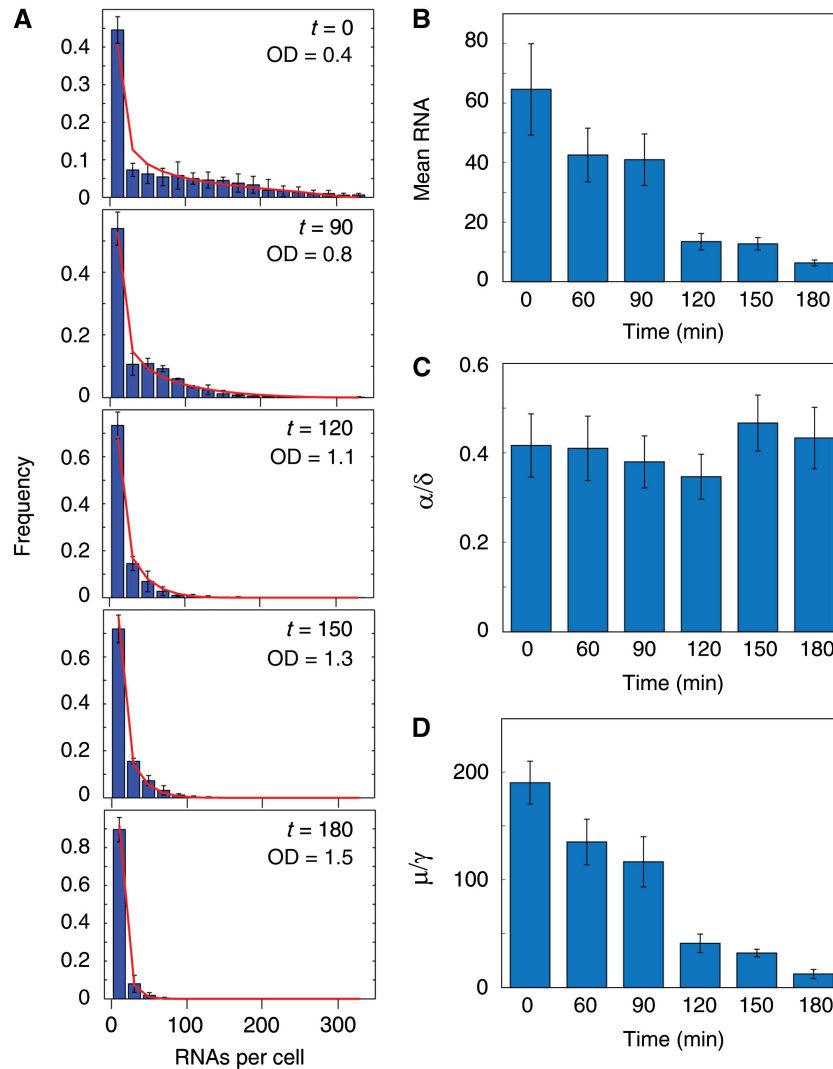 A
t = 0
OD = 0.4
0.4
0.3
0.2
0.1
0
t = 90
OD = 0.8
0.4
0.2
0
t = 120
OD = 1.1
0.6
0.4
0.2
0
t = 150
OD = 1.3
0.6
0.4
0.2
0
t = 180
OD = 1.5
0.8
0.6
0.4
0.2
0
0 100 200 300
RNAs per cell
Frequency
B
80
60
40
20
0
Mean RNA
0 60 90 120 150 180
Time (min)
C
0.6
0.4
0.2
0
α/δ
0 60 90 120 150 180
Time (min)
D
200
100
0
μ/γ
0 60 90 120 150 180
Time (min)